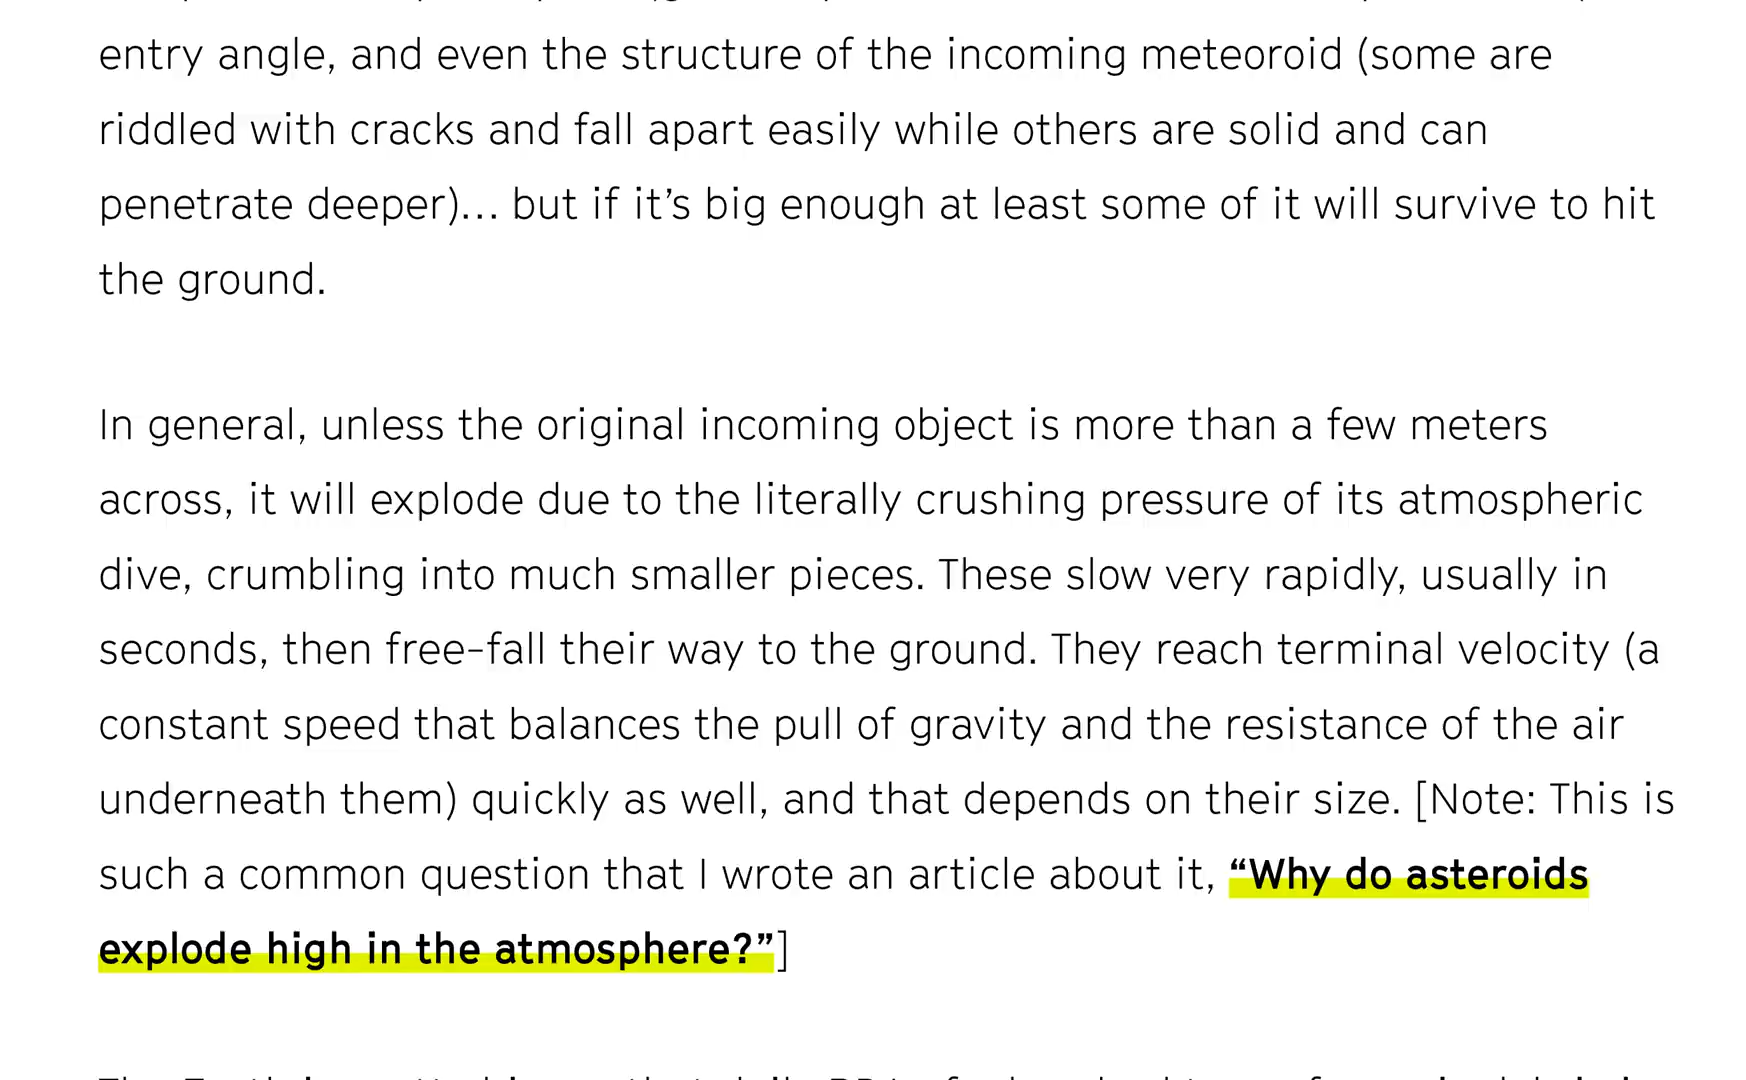 entry angle, and even the structure of the incoming meteoroid (some are
riddled with cracks and fall apart easily while others are solid and can
penetrate deeper)… but if it’s big enough at least some of it will survive to hit
the ground.
In general, unless the original incoming object is more than a few meters
across, it will explode due to the literally crushing pressure of its atmospheric
dive, crumbling into much smaller pieces. These slow very rapidly, usually in
seconds, then free-fall their way to the ground. They reach terminal velocity (a
constant speed that balances the pull of gravity and the resistance of the air
underneath them) quickly as well, and that depends on their size. [Note: This is
such a common question that I wrote an article about it, “Why do asteroids
explode high in the atmosphere?”]